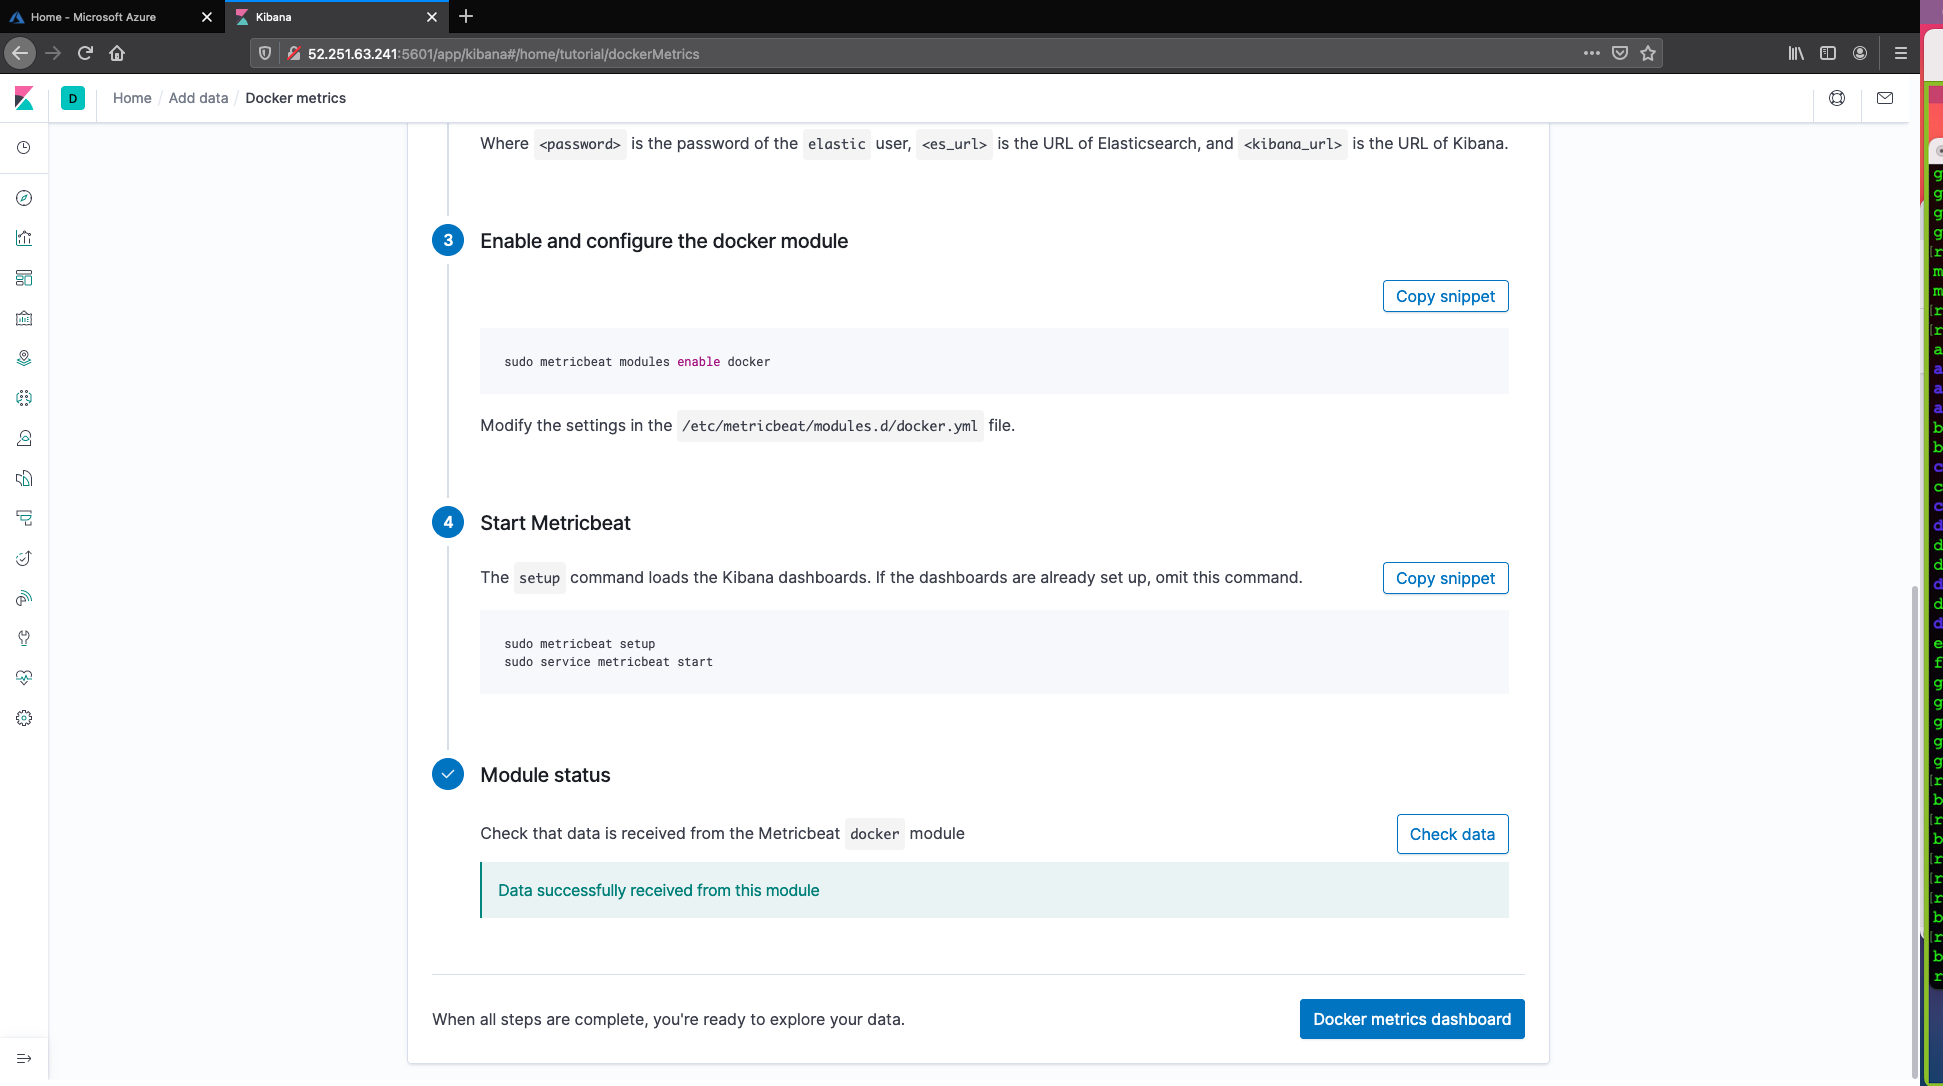 Home - Microsoft Azure
Kibana
52.251.63.241:5601/app/kibana#/home/tutorial/dockerMetrics
D
Home / Add data / Docker metrics
Where <password> is the password of the elastic user, <es_url> is the URL of Elasticsearch, and <kibana_url> is the URL of Kibana.
3 Enable and configure the docker module
Copy snippet
sudo metricbeat modules enable docker
Modify the settings in the /etc/metricbeat/modules.d/docker.yml file.
4 Start Metricbeat
The setup command loads the Kibana dashboards. If the dashboards are already set up, omit this command.
Copy snippet
sudo metricbeat setup
sudo service metricbeat start
Module status
Check that data is received from the Metricbeat docker module
Check data
Data successfully received from this module
When all steps are complete, you're ready to explore your data.
Docker metrics dashboard